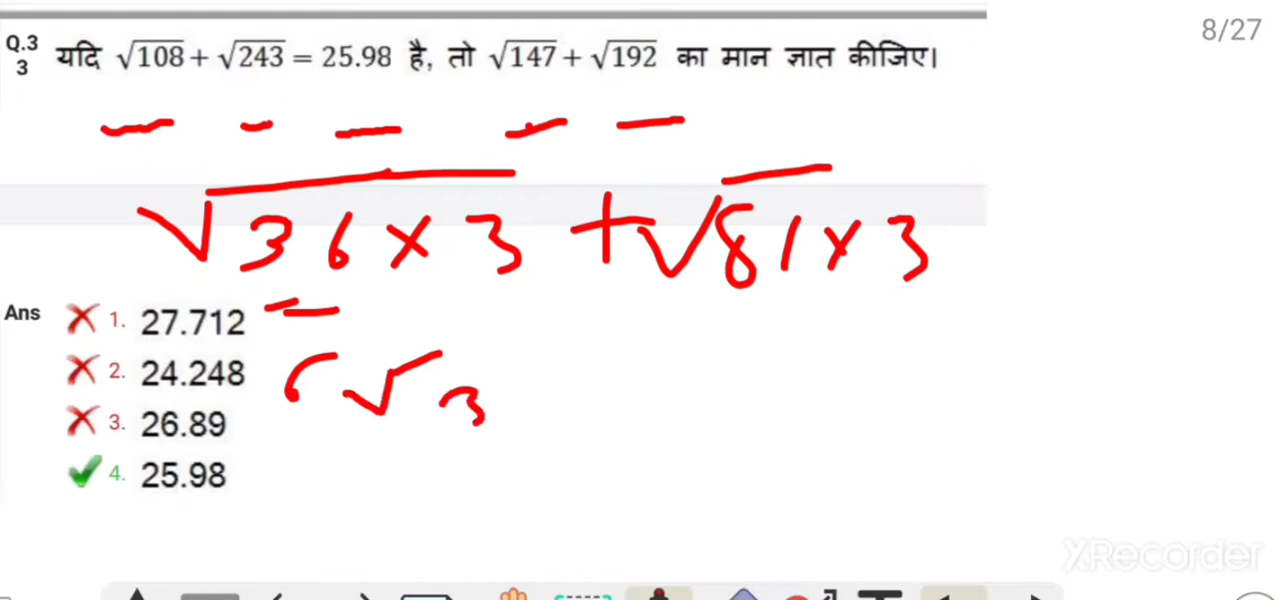 8/27
Q.33 यदि √108 + √243 = 25.98 है, तो √147 + √192 का मान ज्ञात कीजिए।
√36 × 3 + √81 × 3
Ans
1. 27.712
2. 24.248
6√3
3. 26.89
4. 25.98
XRecorder